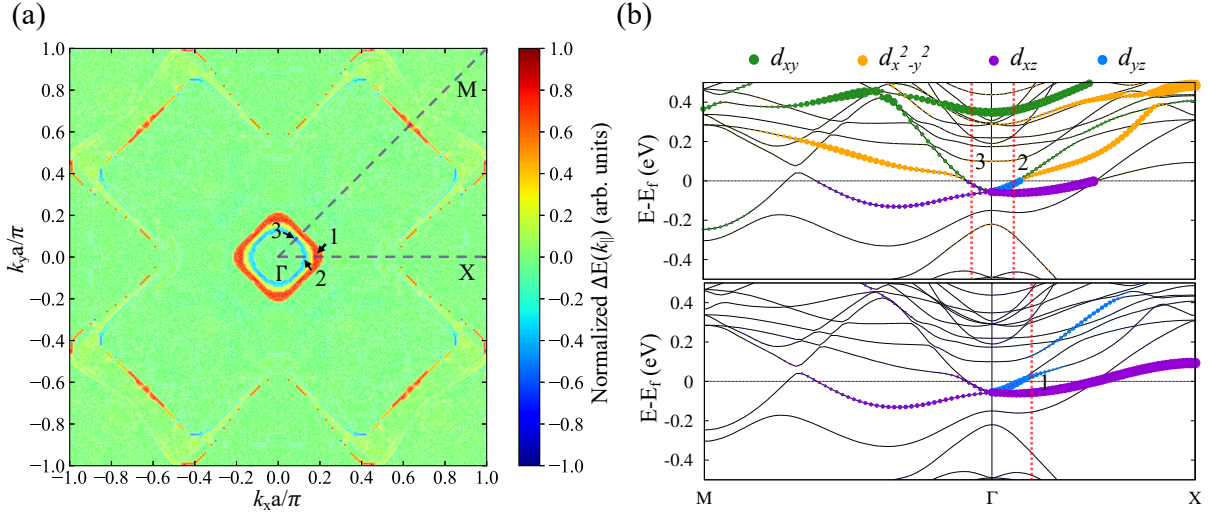 (a)
1.0
0.8
0.6
0.4
0.2
0.0
−0.2
−0.4
−0.6
−0.8
−1.0
k_y a/π
−1.0 −0.8 −0.6 −0.4 −0.2 0.0 0.2 0.4 0.6 0.8 1.0
k_x a/π
M
X
Γ
1
2
3
1.0
0.8
0.6
0.4
0.2
0.0
−0.2
−0.4
−0.6
−0.8
−1.0
Normalized ΔE(k_∥) (arb. units)
(b)
d_xy d_x²-y² d_xz d_yz
0.4
0.2
0
-0.2
-0.4
E-E_f (eV)
3 2
0.4
0.2
0
-0.2
-0.4
E-E_f (eV)
1
M Γ X